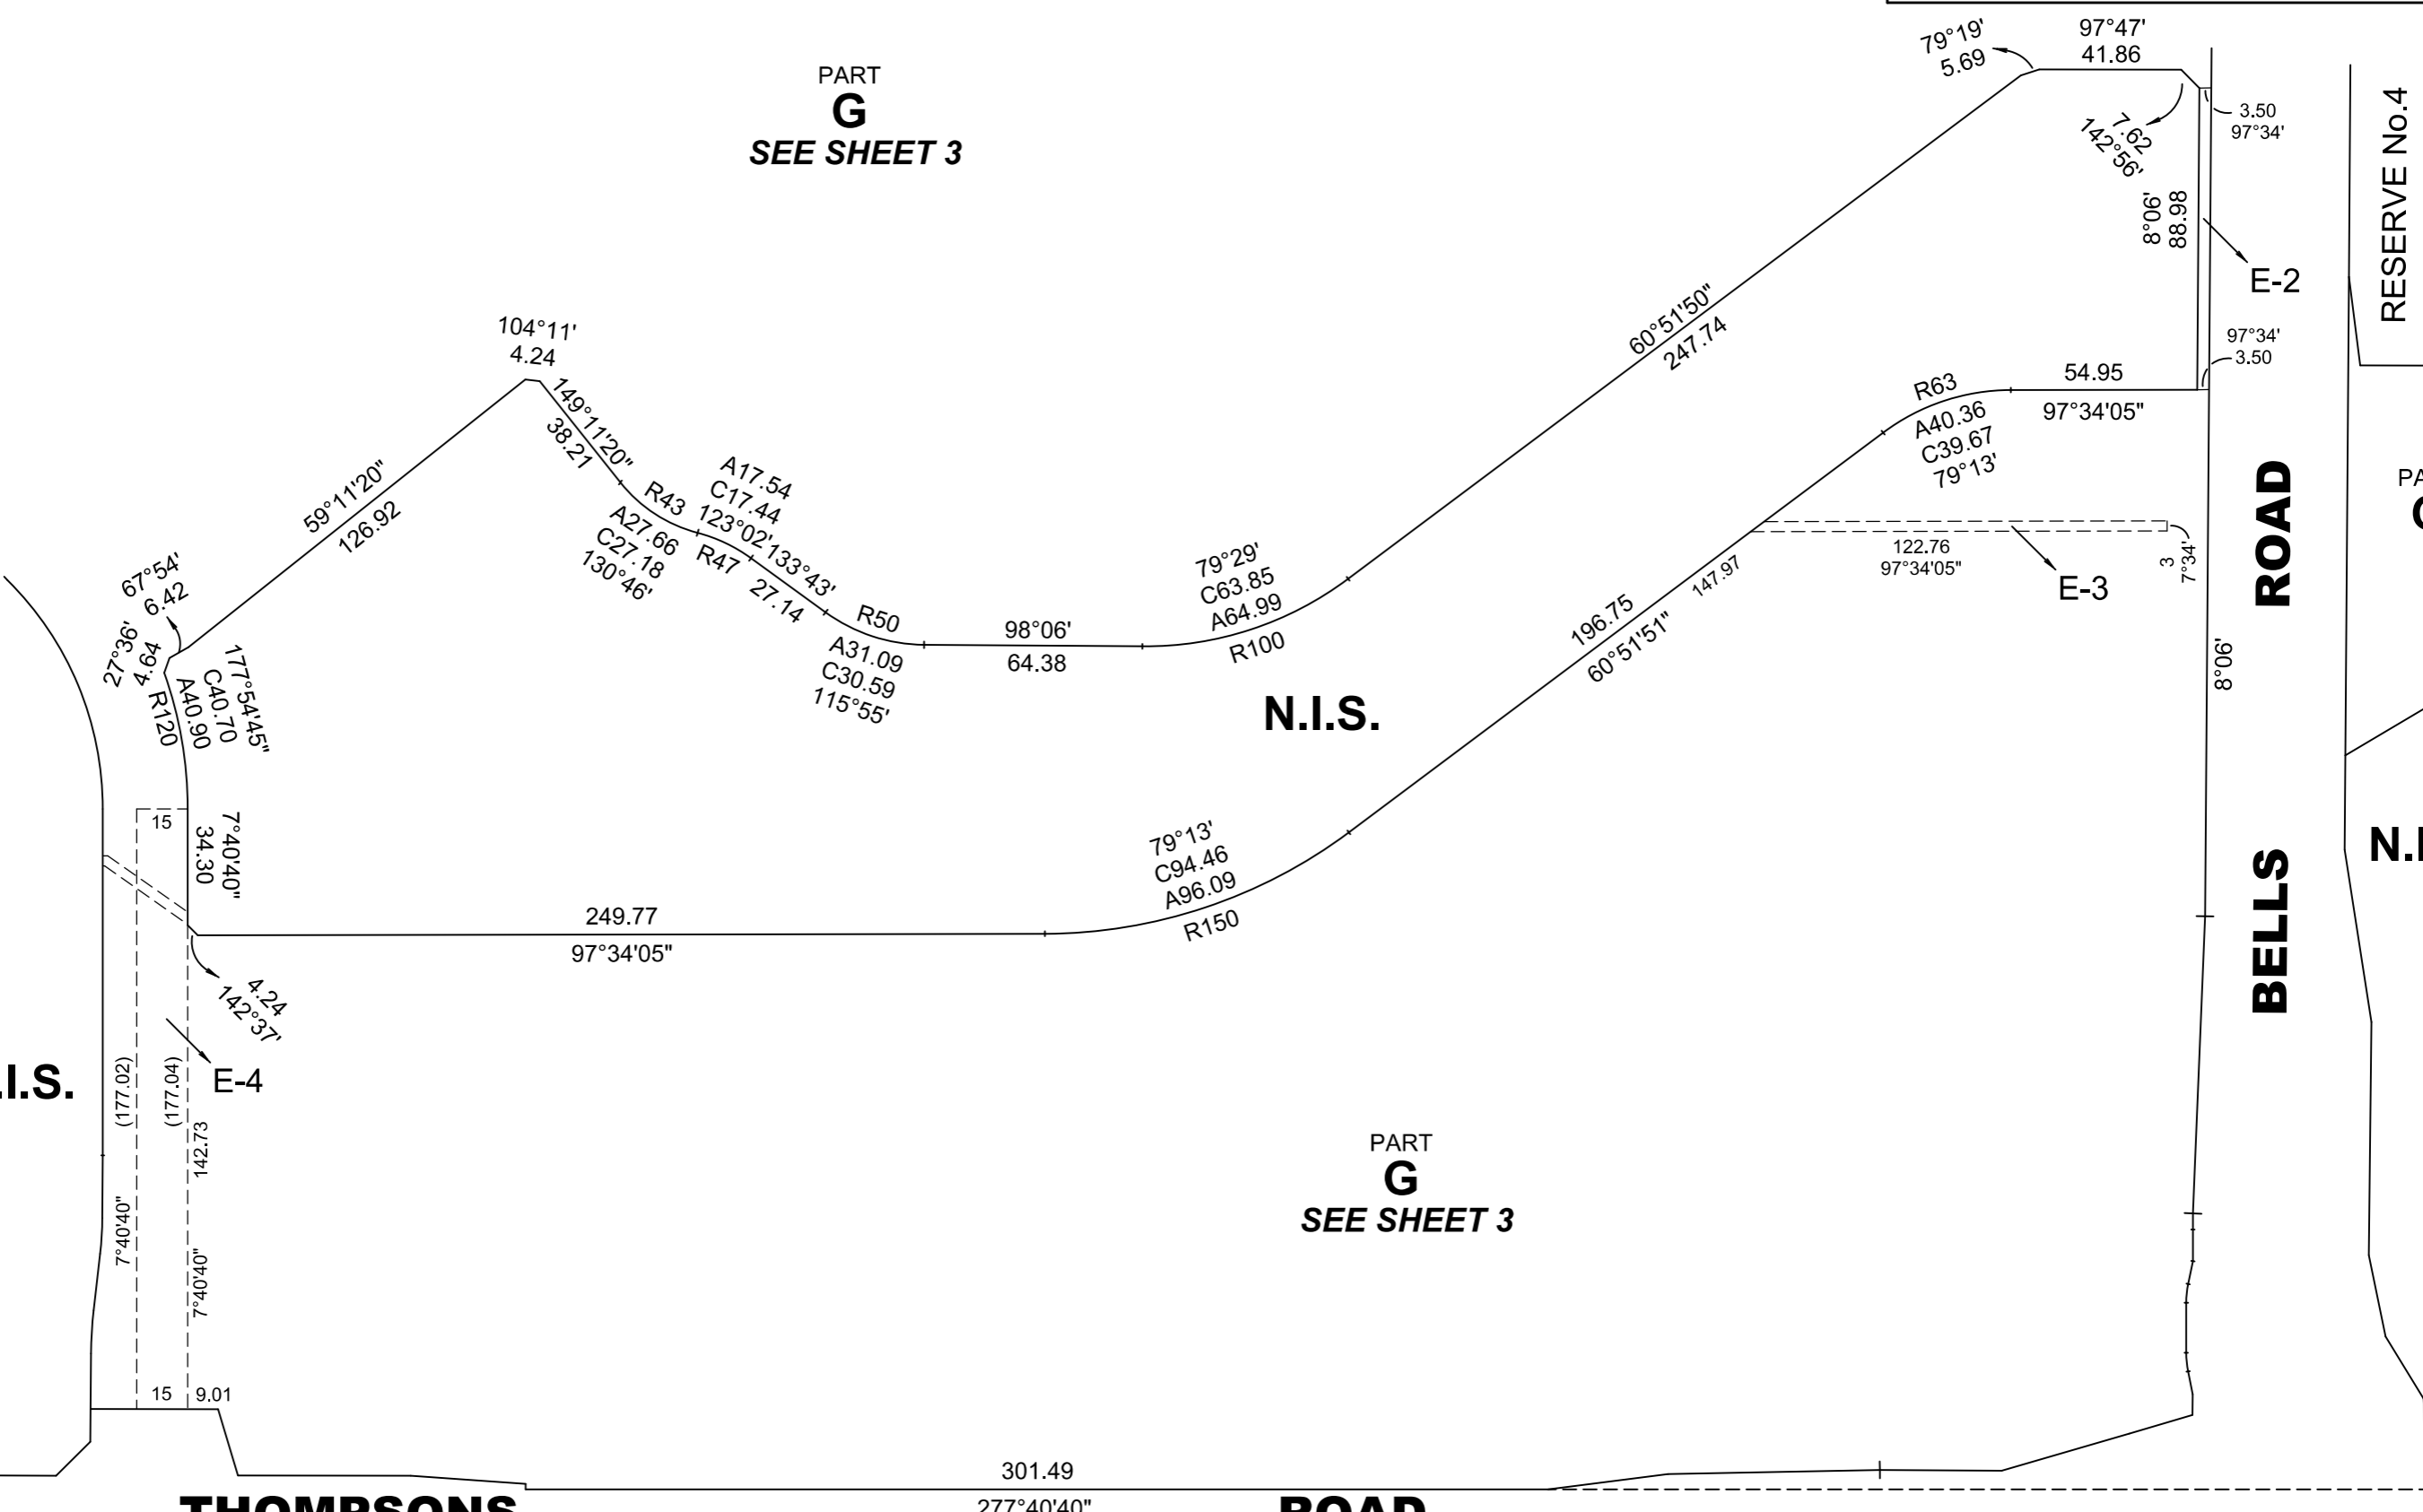 PART
G
SEE SHEET 3
79°19'
5.69
97°47'
41.86
3.50
97°34'
7.62
142°56'
8°06'
88.98
E-2
RESERVE No.4
97°34'
3.50
104°11'
4.24
149°11'20"
38.21
59°11'20"
126.92
60°51'50"
247.74
R63
A40.36
C39.67
79°13'
54.95
97°34'05"
A17.54
C17.44
123°02'
R43
A27.66
C27.18
130°46'
R47
133°43'
27.14
R50
A31.09
C30.59
115°55'
98°06'
64.38
79°29'
C63.85
A64.99
R100
67°54'
6.42
27°36'
4.64
177°54'45"
C40.70
A40.90
R120
N.I.S.
196.75
60°51'51"
147.97
122.76
97°34'05"
3
7°34'
E-3
8°06'
BELLS ROAD
15
7°40'40"
34.30
249.77
97°34'05"
79°13'
C94.46
A96.09
R150
4.24
142°37'
E-4
.I.S.
(177.02)
(177.04)
142.73
7°40'40"
7°40'40"
15
9.01
PART
G
SEE SHEET 3
301.49
277°40'40"
THOMPSONS ROAD